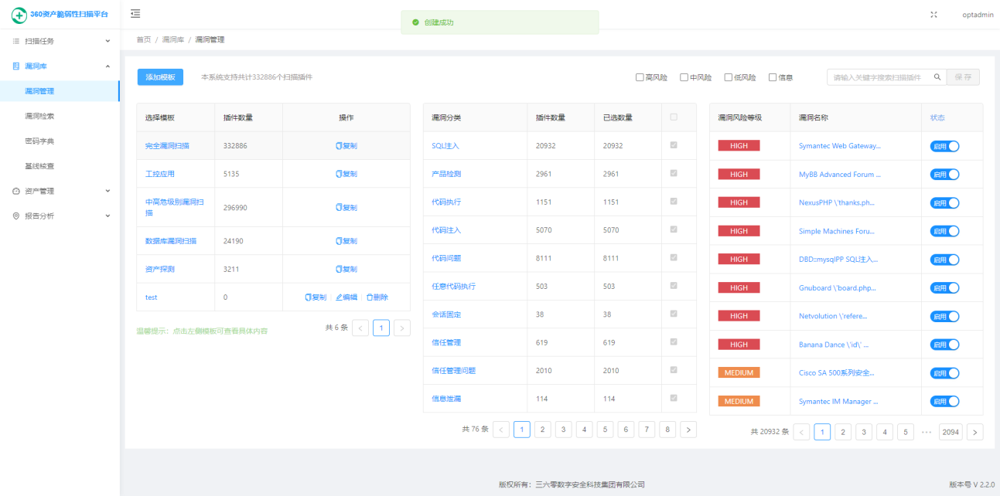 360资产脆弱性扫描平台
创建成功
optadmin
首页 / 漏洞库 / 漏洞管理
扫描任务
漏洞库
漏洞管理
漏洞检索
密码字典
基线核查
资产管理
报告分析
添加模板 本系统支持共计332886个扫描插件
高风险 中风险 低风险 信息
请输入关键字搜索扫描插件 保存
选择模板 插件数量 操作
完全漏洞扫描 332886 复制
工控应用 5135 复制
中高危级别漏洞扫
描 296990 复制
数据库漏洞扫描 24190 复制
资产探测 3211 复制
test 0 复制 编辑 删除
温馨提示：点击左侧模板可查看具体内容
共 6 条 < 1 >
漏洞分类 插件数量 已选数量
SQL注入 20932 20932
产品检测 2961 2961
代码执行 1151 1151
代码注入 5070 5070
代码问题 8111 8111
任意代码执行 503 503
会话固定 38 38
信任管理 619 619
信任管理问题 2010 2010
信息泄漏 114 114
共 76 条 < 1 2 3 4 5 6 7 8 >
漏洞风险等级 漏洞名称 状态
HIGH Symantec Web Gateway... 启用
HIGH MyBB Advanced Forum ... 启用
HIGH NexusPHP \'thanks.ph... 启用
HIGH Simple Machines Foru... 启用
HIGH DBD::mysqlPP SQL注入... 启用
HIGH Gnuboard \'board.php... 启用
HIGH Netvolution \'refere... 启用
HIGH Banana Dance \'id\' ... 启用
MEDIUM Cisco SA 500系列安全... 启用
MEDIUM Symantec IM Manager ... 启用
共 20932 条 < 1 2 3 4 5 ••• 2094 >
版权所有：三六零数字安全科技集团有限公司
版本号 V 2.2.0